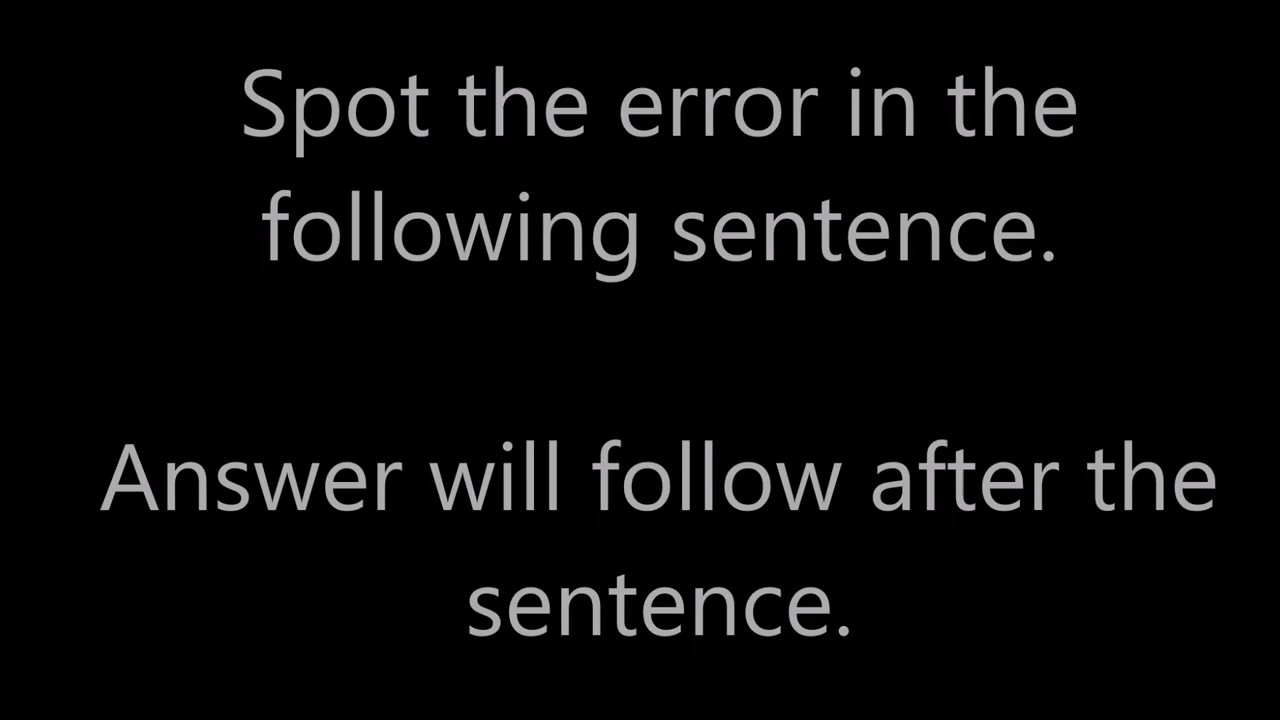 Spot the error in the
following sentence.
Answer will follow after the
sentence.